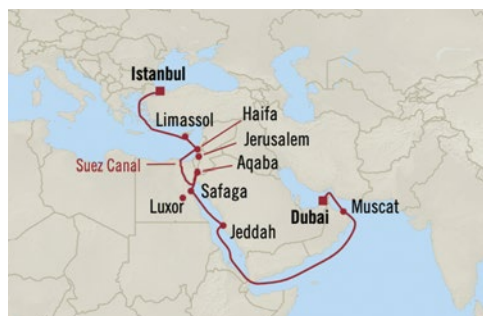 Istanbul
Limassol
Haifa
Jerusalem
Suez Canal
Aqaba
Safaga
Luxor
Dubai
Muscat
Jeddah